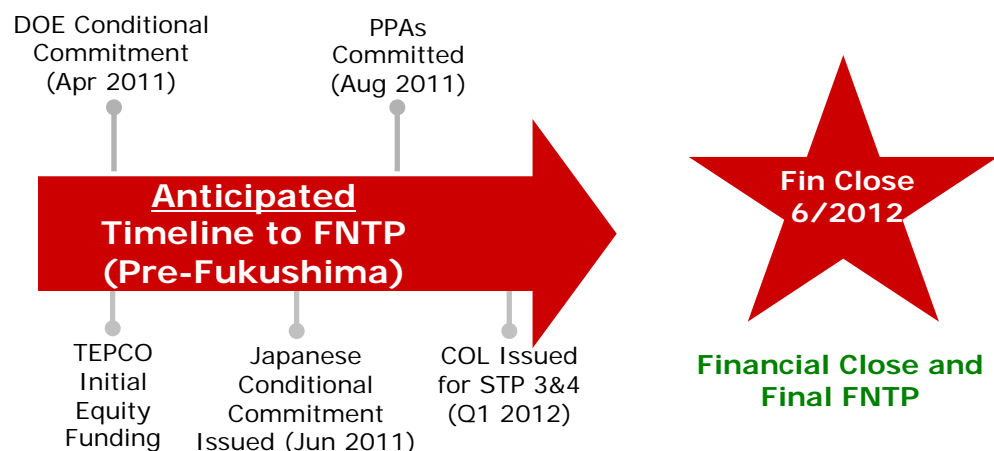 DOE Conditional
Commitment
(Apr 2011)
PPAs
Committed
(Aug 2011)
Anticipated
Timeline to FNTP
(Pre-Fukushima)
TEPCO
Initial
Equity
Funding
Japanese
Conditional
Commitment
Issued (Jun 2011)
COL Issued
for STP 3&4
(Q1 2012)
Fin Close
6/2012
Financial Close and
Final FNTP